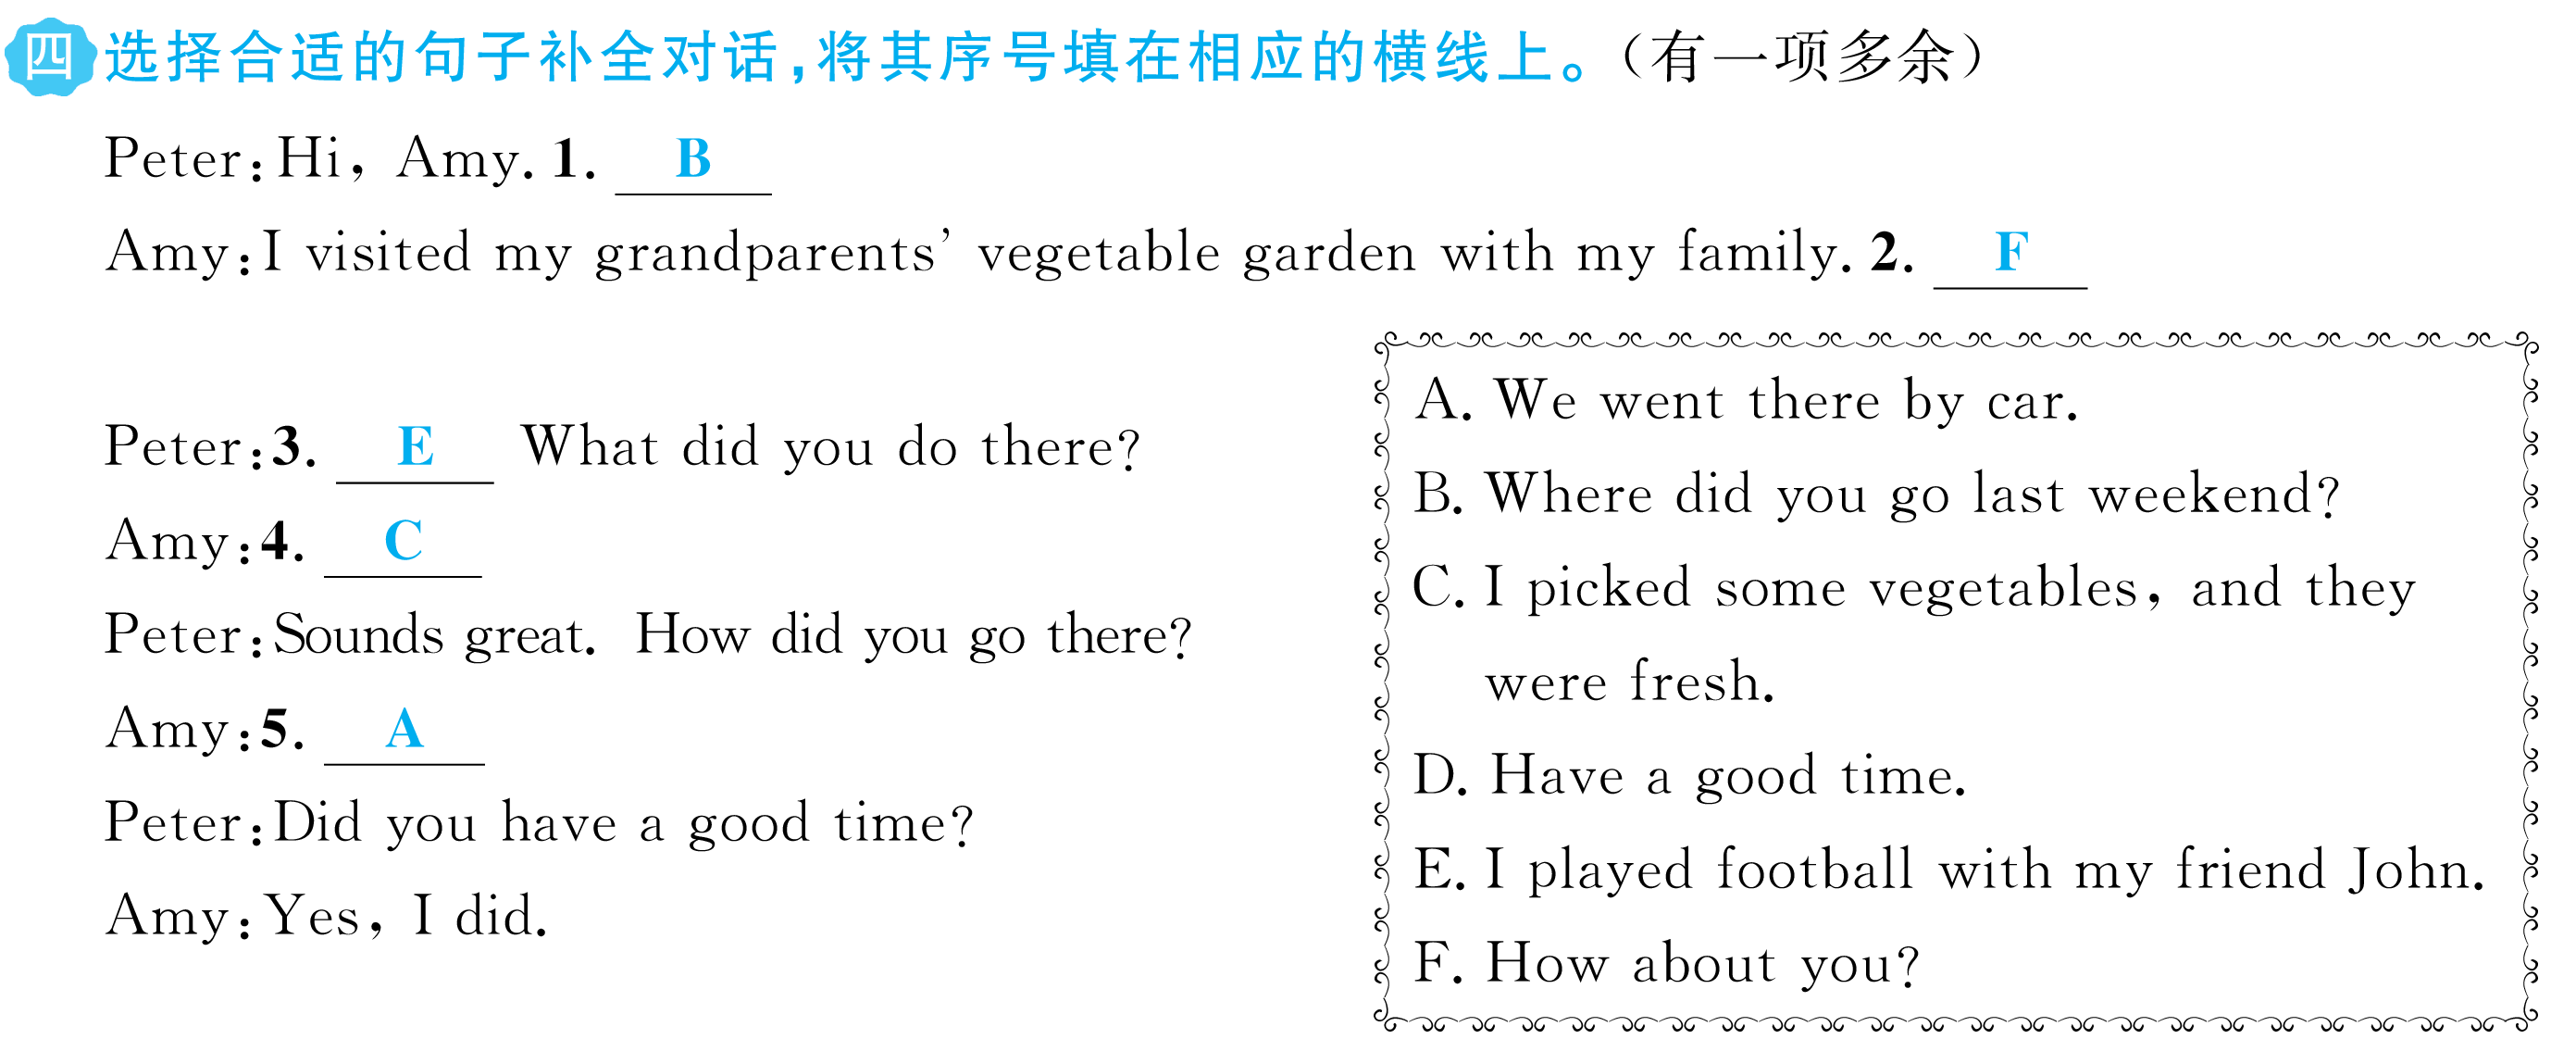 四 选择合适的句子补全对话,将其序号填在相应的横线上。(有一项多余)
Peter:Hi, Amy. 1. B
Amy:I visited my grandparents’ vegetable garden with my family. 2. F
Peter:3. E What did you do there?
Amy:4. C
Peter:Sounds great. How did you go there?
Amy:5. A
Peter:Did you have a good time?
Amy:Yes, I did.
A. We went there by car.
B. Where did you go last weekend?
C. I picked some vegetables, and they
were fresh.
D. Have a good time.
E. I played football with my friend John.
F. How about you?